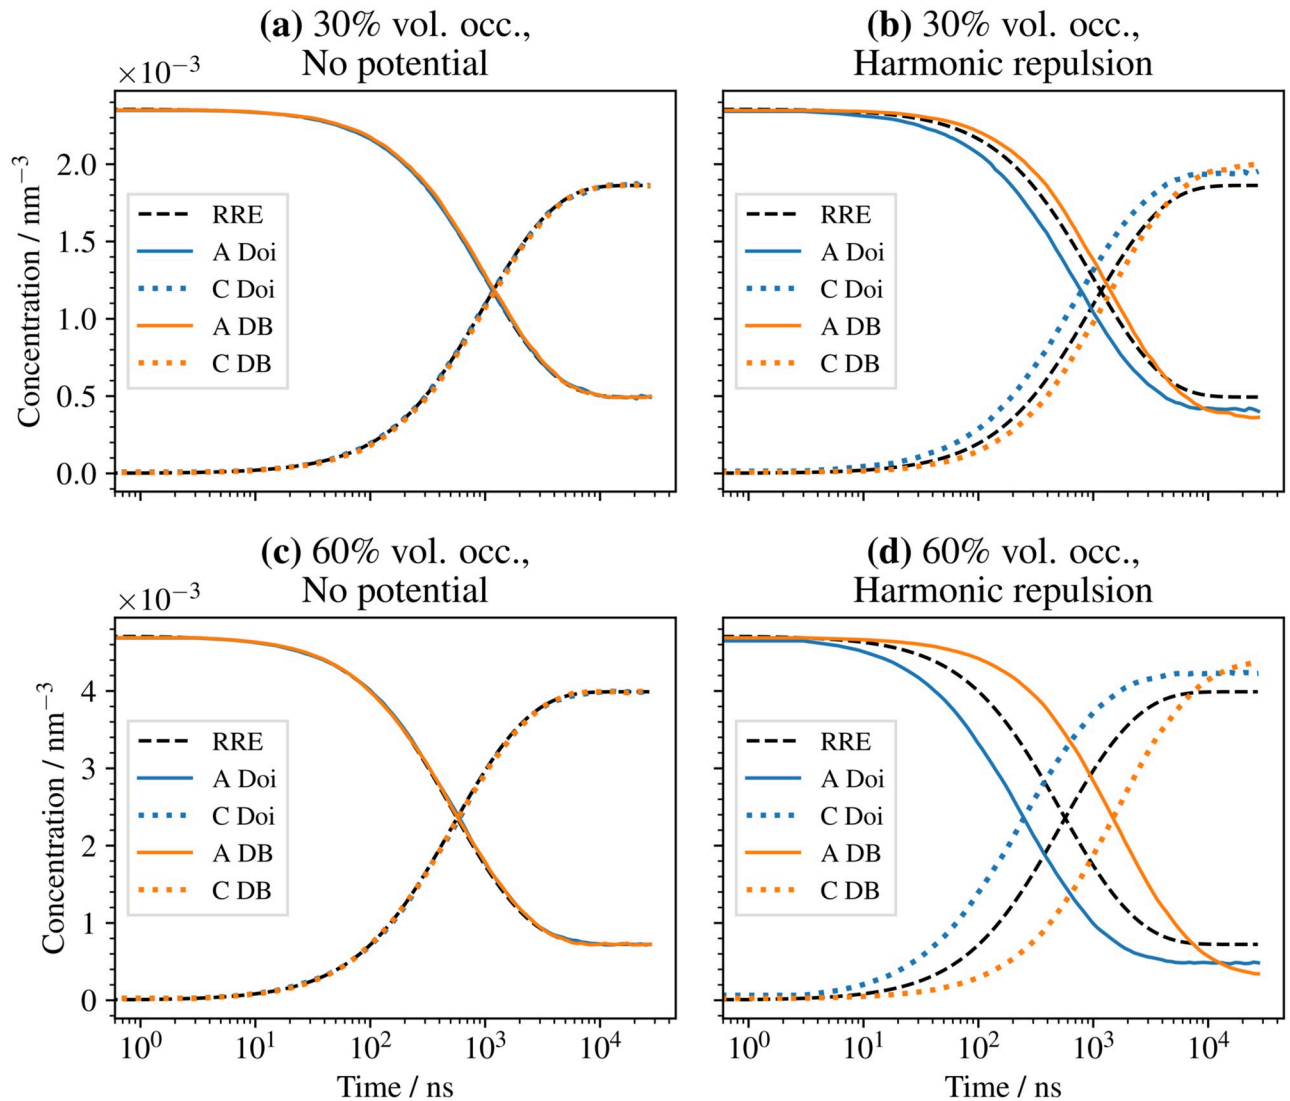 (a) 30% vol. occ.,
No potential
×10⁻³
Concentration / nm⁻³
2.0
1.5
1.0
0.5
0.0
RRE
A Doi
C Doi
A DB
C DB
(b) 30% vol. occ.,
Harmonic repulsion
RRE
A Doi
C Doi
A DB
C DB
(c) 60% vol. occ.,
No potential
×10⁻³
Concentration / nm⁻³
4
3
2
1
0
RRE
A Doi
C Doi
A DB
C DB
10⁰ 10¹ 10² 10³ 10⁴
Time / ns
(d) 60% vol. occ.,
Harmonic repulsion
RRE
A Doi
C Doi
A DB
C DB
10⁰ 10¹ 10² 10³ 10⁴
Time / ns